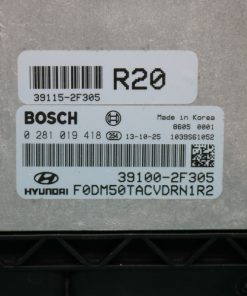 R20
39115-2F305
BOSCH
Made in Korea
8605 0001
0 281 019 418 204 13-10-25 1039S61052
39100-2F305
HYUNDAI F0DM50TACVDRN1R2